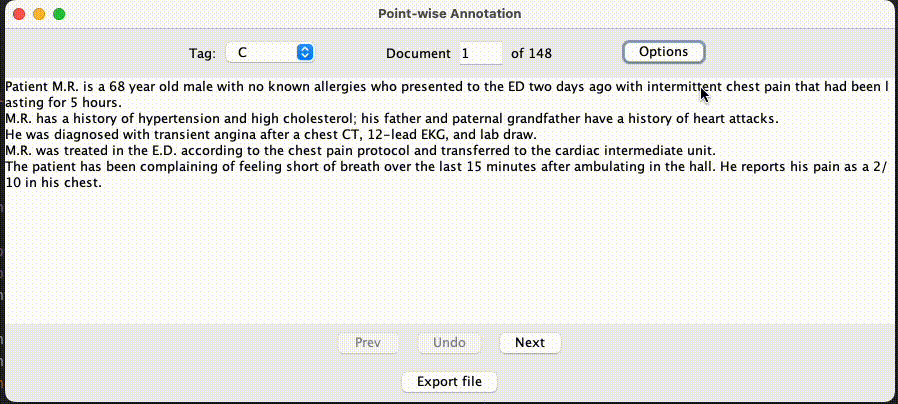 Point-wise Annotation
Tag: C Document 1 of 148 Options
Patient M.R. is a 68 year old male with no known allergies who presented to the ED two days ago with intermittent chest pain that had been l
asting for 5 hours.
M.R. has a history of hypertension and high cholesterol; his father and paternal grandfather have a history of heart attacks.
He was diagnosed with transient angina after a chest CT, 12-lead EKG, and lab draw.
M.R. was treated in the E.D. according to the chest pain protocol and transferred to the cardiac intermediate unit.
The patient has been complaining of feeling short of breath over the last 15 minutes after ambulating in the hall. He reports his pain as a 2/
10 in his chest.
Prev Undo Next
Export file